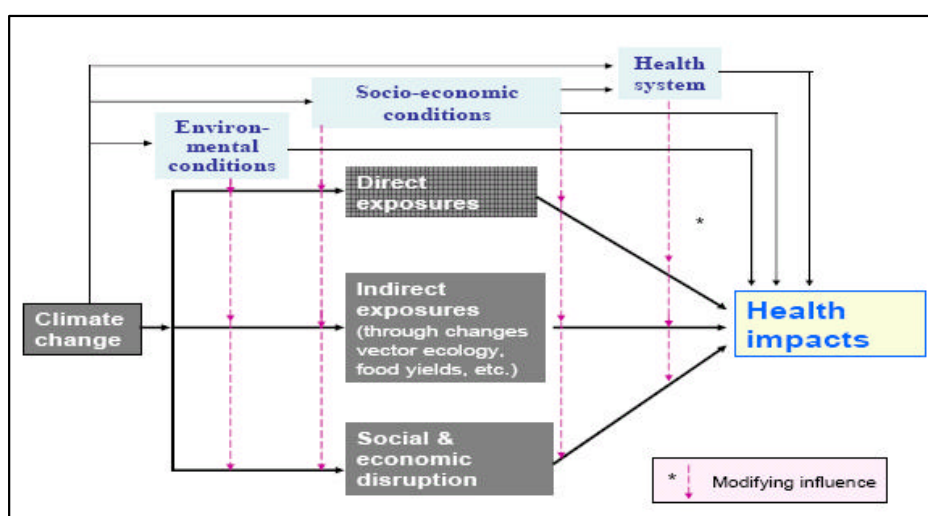 Health
system
Socio-economic
conditions
Environ-
mental
conditions
Direct
exposures
*
Climate
change
Indirect
exposures
(through changes
vector ecology,
food yields, etc.)
Health
impacts
Social &
economic
disruption
* Modifying influence